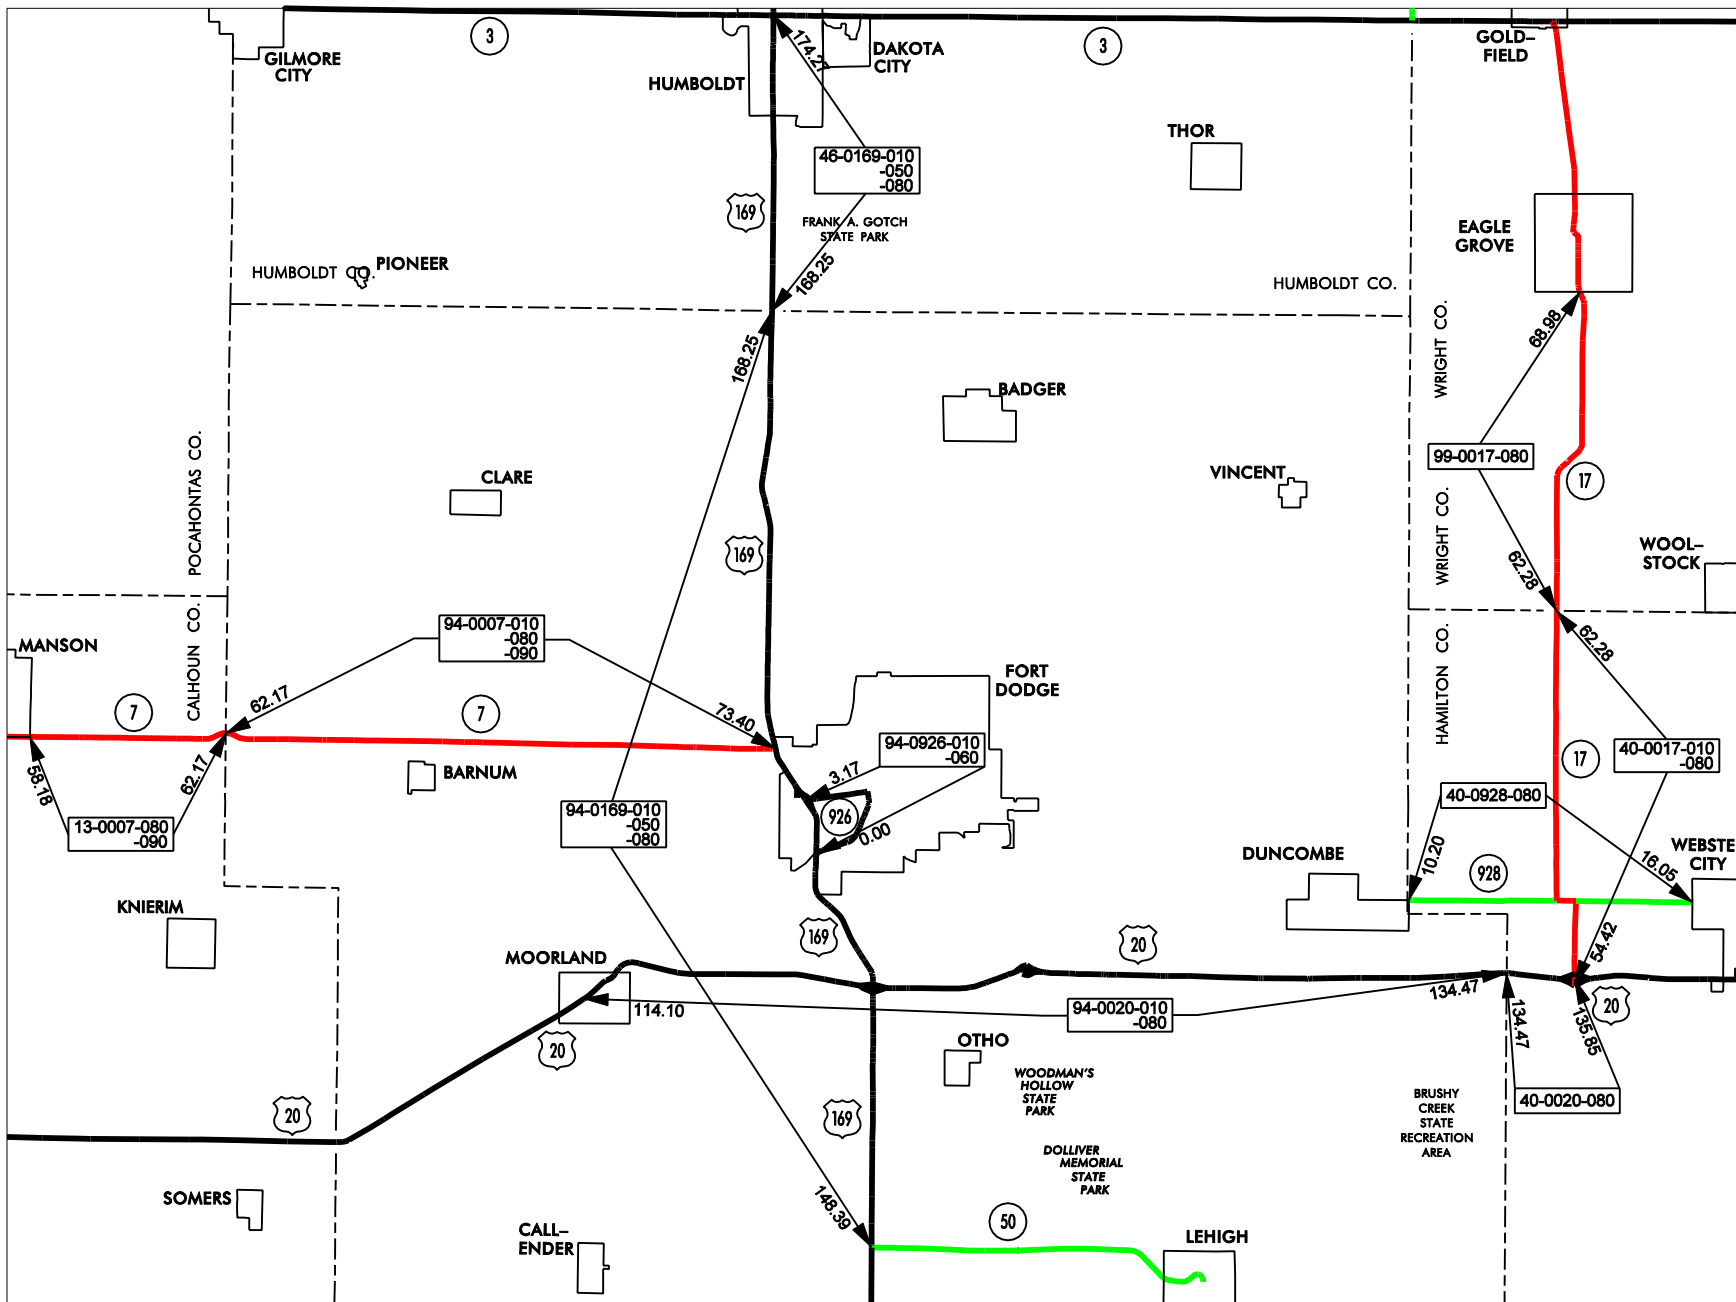 3
3
GILMORE
CITY
HUMBOLDT
DAKOTA
CITY
174.27
GOLD–
FIELD
THOR
46-0169-010
-050
-080
169
FRANK A. GOTCH
STATE PARK
EAGLE
GROVE
HUMBOLDT CO.
PIONEER
168.25
HUMBOLDT CO.
168.25
68.98
WRIGHT CO.
BADGER
CLARE
VINCENT
99-0017-080
17
POCAHONTAS CO.
169
WRIGHT CO.
62.28
WOOL–
STOCK
MANSON
CALHOUN CO.
94-0007-010
-080
-090
HAMILTON CO.
62.28
FORT
DODGE
7
62.17
7
73.40
94-0926-010
-060
40-0017-010
-080
17
58.18
62.17
BARNUM
3.17
40-0928-080
13-0007-080
-090
94-0169-010
-050
-080
926
0.00
DUNCOMBE
10.20
928
16.05
WEBSTE
CITY
KNIERIM
169
20
54.42
MOORLAND
114.10
94-0020-010
-080
134.47
134.47
135.85
20
20
OTHO
WOODMAN'S
HOLLOW
STATE
PARK
20
169
BRUSHY
CREEK
STATE
RECREATION
AREA
40-0020-080
DOLLIVER
MEMORIAL
STATE
PARK
SOMERS
148.39
50
CALL–
ENDER
LEHIGH